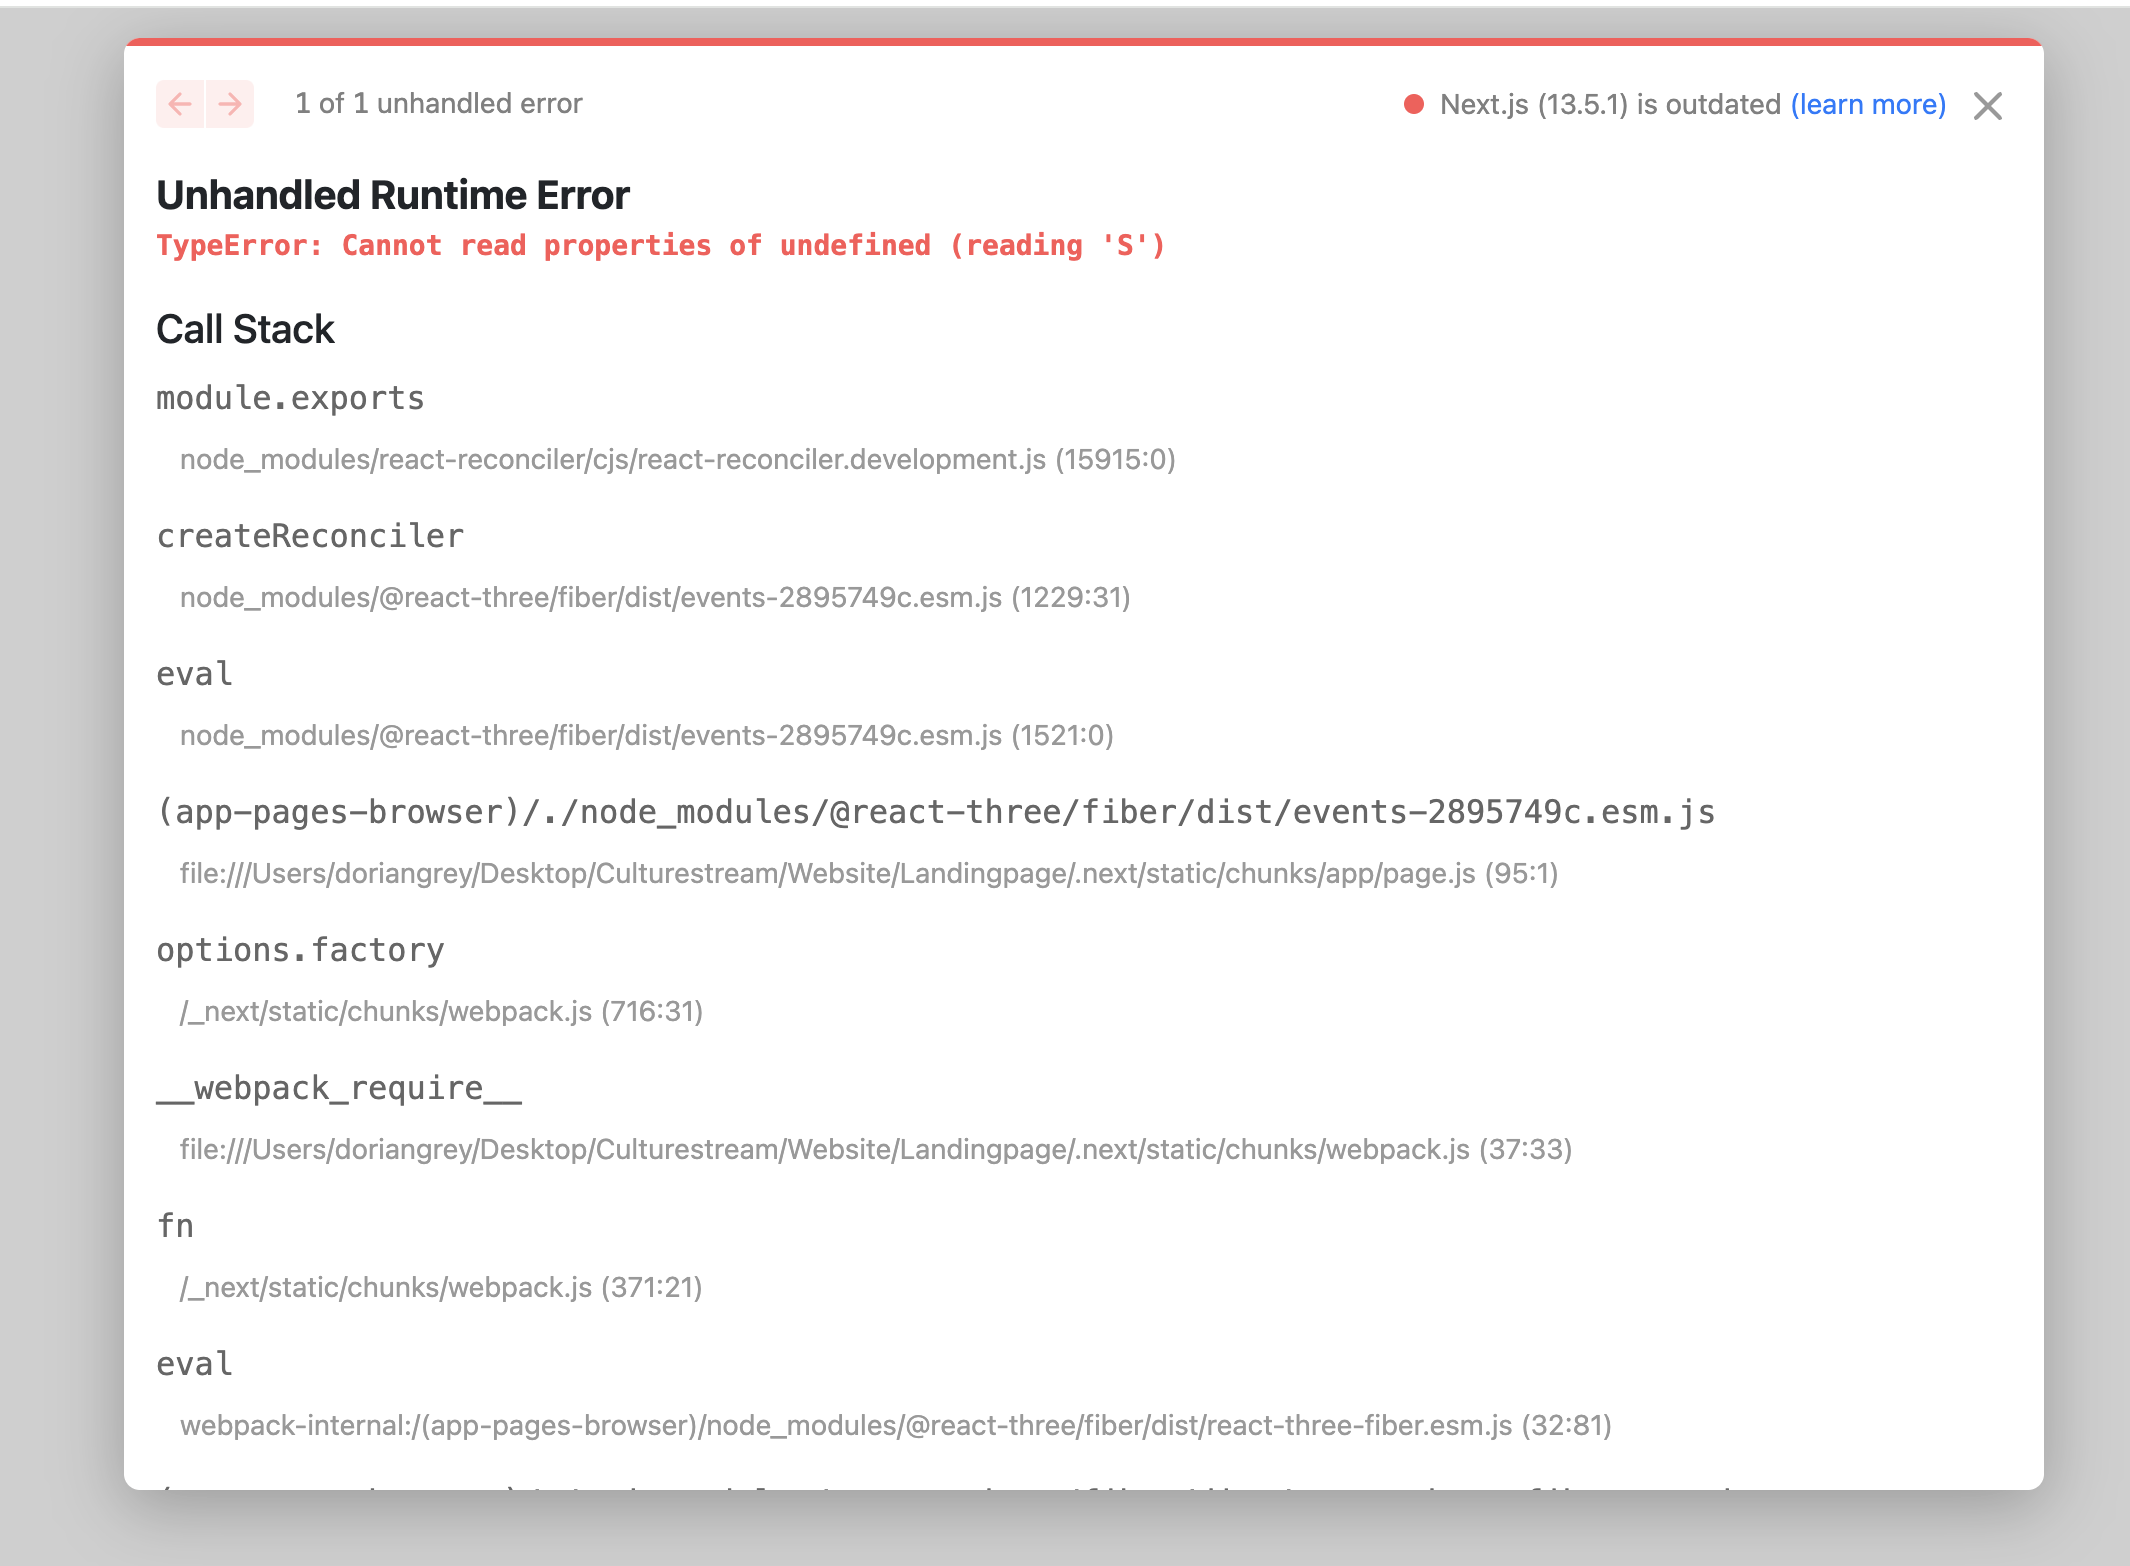 1 of 1 unhandled error
Next.js (13.5.1) is outdated (learn more)
Unhandled Runtime Error
TypeError: Cannot read properties of undefined (reading 'S')
Call Stack
module.exports
node_modules/react-reconciler/cjs/react-reconciler.development.js (15915:0)
createReconciler
node_modules/@react-three/fiber/dist/events-2895749c.esm.js (1229:31)
eval
node_modules/@react-three/fiber/dist/events-2895749c.esm.js (1521:0)
(app-pages-browser)/./node_modules/@react-three/fiber/dist/events-2895749c.esm.js
file:///Users/doriangrey/Desktop/Culturestream/Website/Landingpage/.next/static/chunks/app/page.js (95:1)
options.factory
/_next/static/chunks/webpack.js (716:31)
__webpack_require__
file:///Users/doriangrey/Desktop/Culturestream/Website/Landingpage/.next/static/chunks/webpack.js (37:33)
fn
/_next/static/chunks/webpack.js (371:21)
eval
webpack-internal:/(app-pages-browser)/node_modules/@react-three/fiber/dist/react-three-fiber.esm.js (32:81)